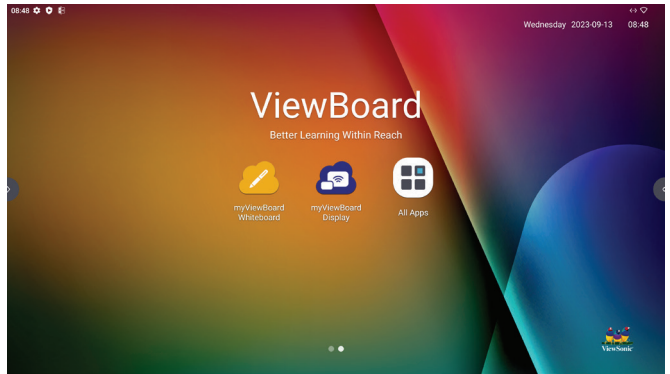 08:48
Wednesday 2023-09-13 08:48
ViewBoard
Better Learning Within Reach
myViewBoard
Whiteboard
myViewBoard
Display
All Apps
ViewSonic